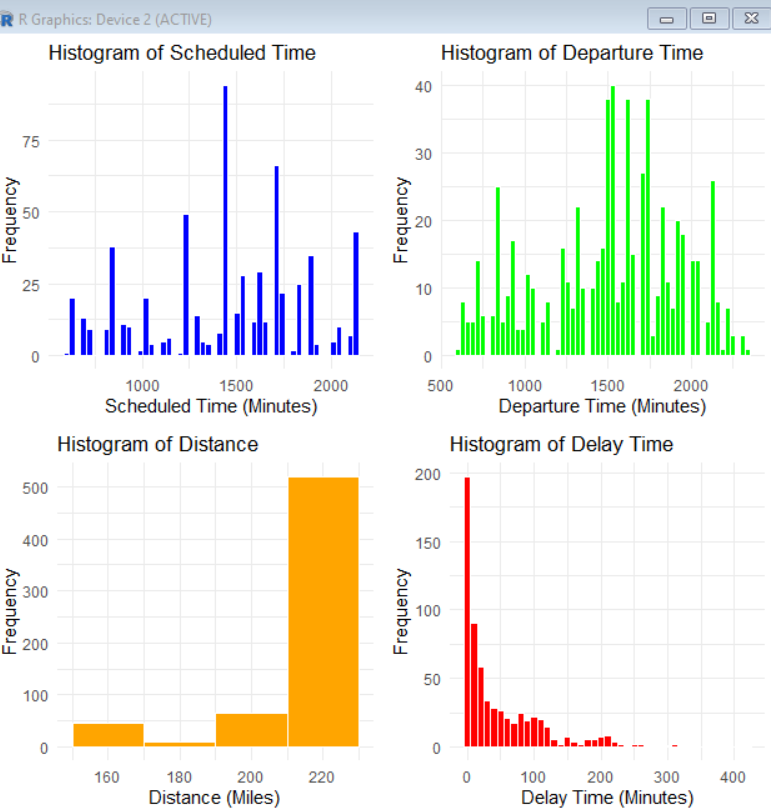 R Graphics: Device 2 (ACTIVE)
Histogram of Scheduled Time
Frequency
75
50
25
0
1000 1500 2000
Scheduled Time (Minutes)
Histogram of Departure Time
Frequency
40
30
20
10
0
500 1000 1500 2000
Departure Time (Minutes)
Histogram of Distance
Frequency
500
400
300
200
100
0
160 180 200 220
Distance (Miles)
Histogram of Delay Time
Frequency
200
150
100
50
0
0 100 200 300 400
Delay Time (Minutes)